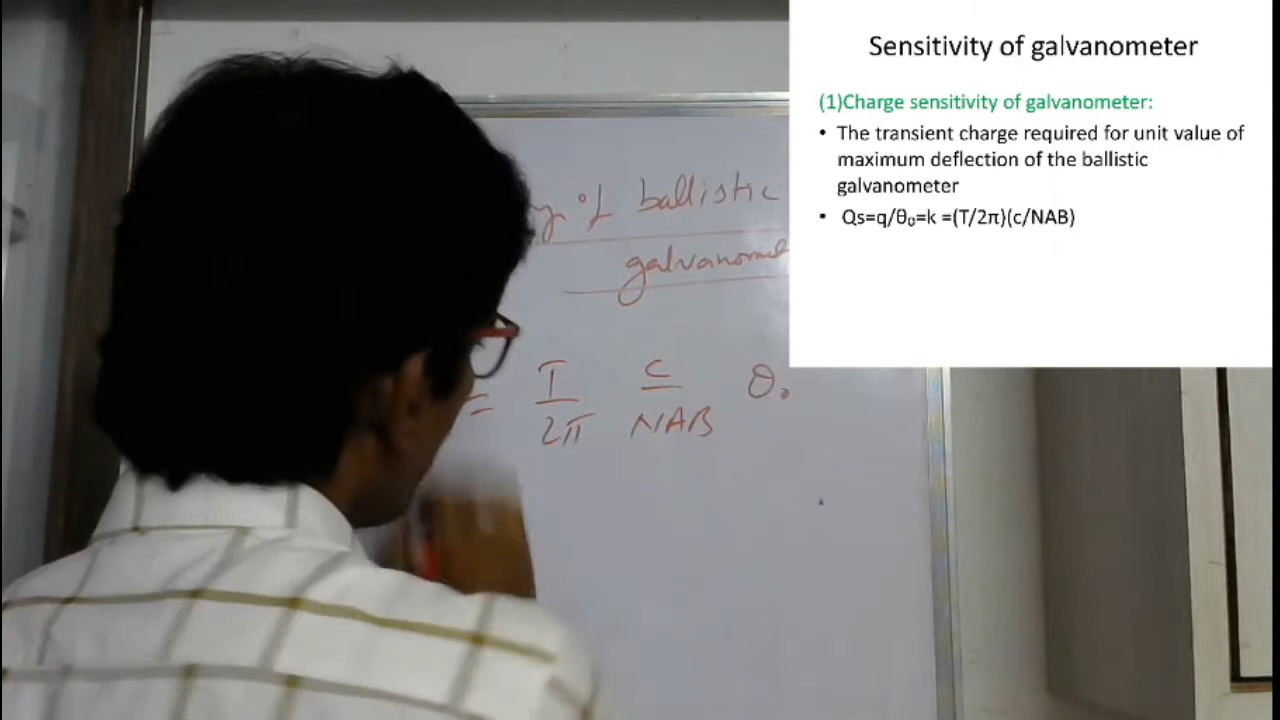 Sensitivity of galvanometer
(1)Charge sensitivity of galvanometer:
• The transient charge required for unit value of
maximum deflection of the ballistic
galvanometer
• Qs=q/θ₀=k =(T/2π)(c/NAB)
of ballistic
= T/2π c/NAB θ₀